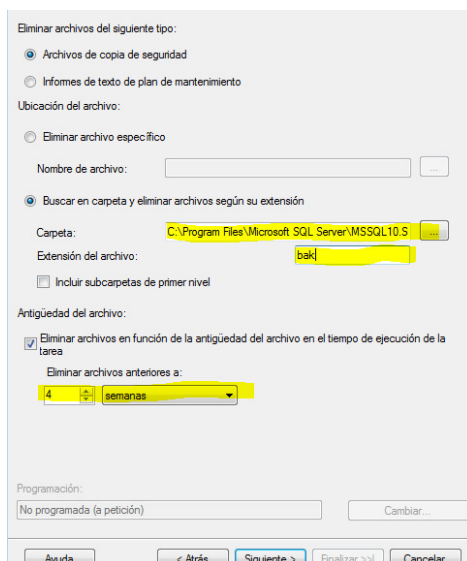 Eliminar archivos del siguiente tipo:
Archivos de copia de seguridad
Informes de texto de plan de mantenimiento
Ubicación del archivo:
Eliminar archivo específico
Nombre de archivo:
...
Buscar en carpeta y eliminar archivos según su extensión
Carpeta: C:\Program Files\Microsoft SQL Server\MSSQL10.S ...
Extensión del archivo: bak
Incluir subcarpetas de primer nivel
Antigüedad del archivo:
Eliminar archivos en función de la antigüedad del archivo en el tiempo de ejecución de la
tarea
Eliminar archivos anteriores a:
4 semanas
Programación:
No programada (a petición) Cambiar...
Ayuda < Atrás Siguiente > Finalizar >>| Cancelar